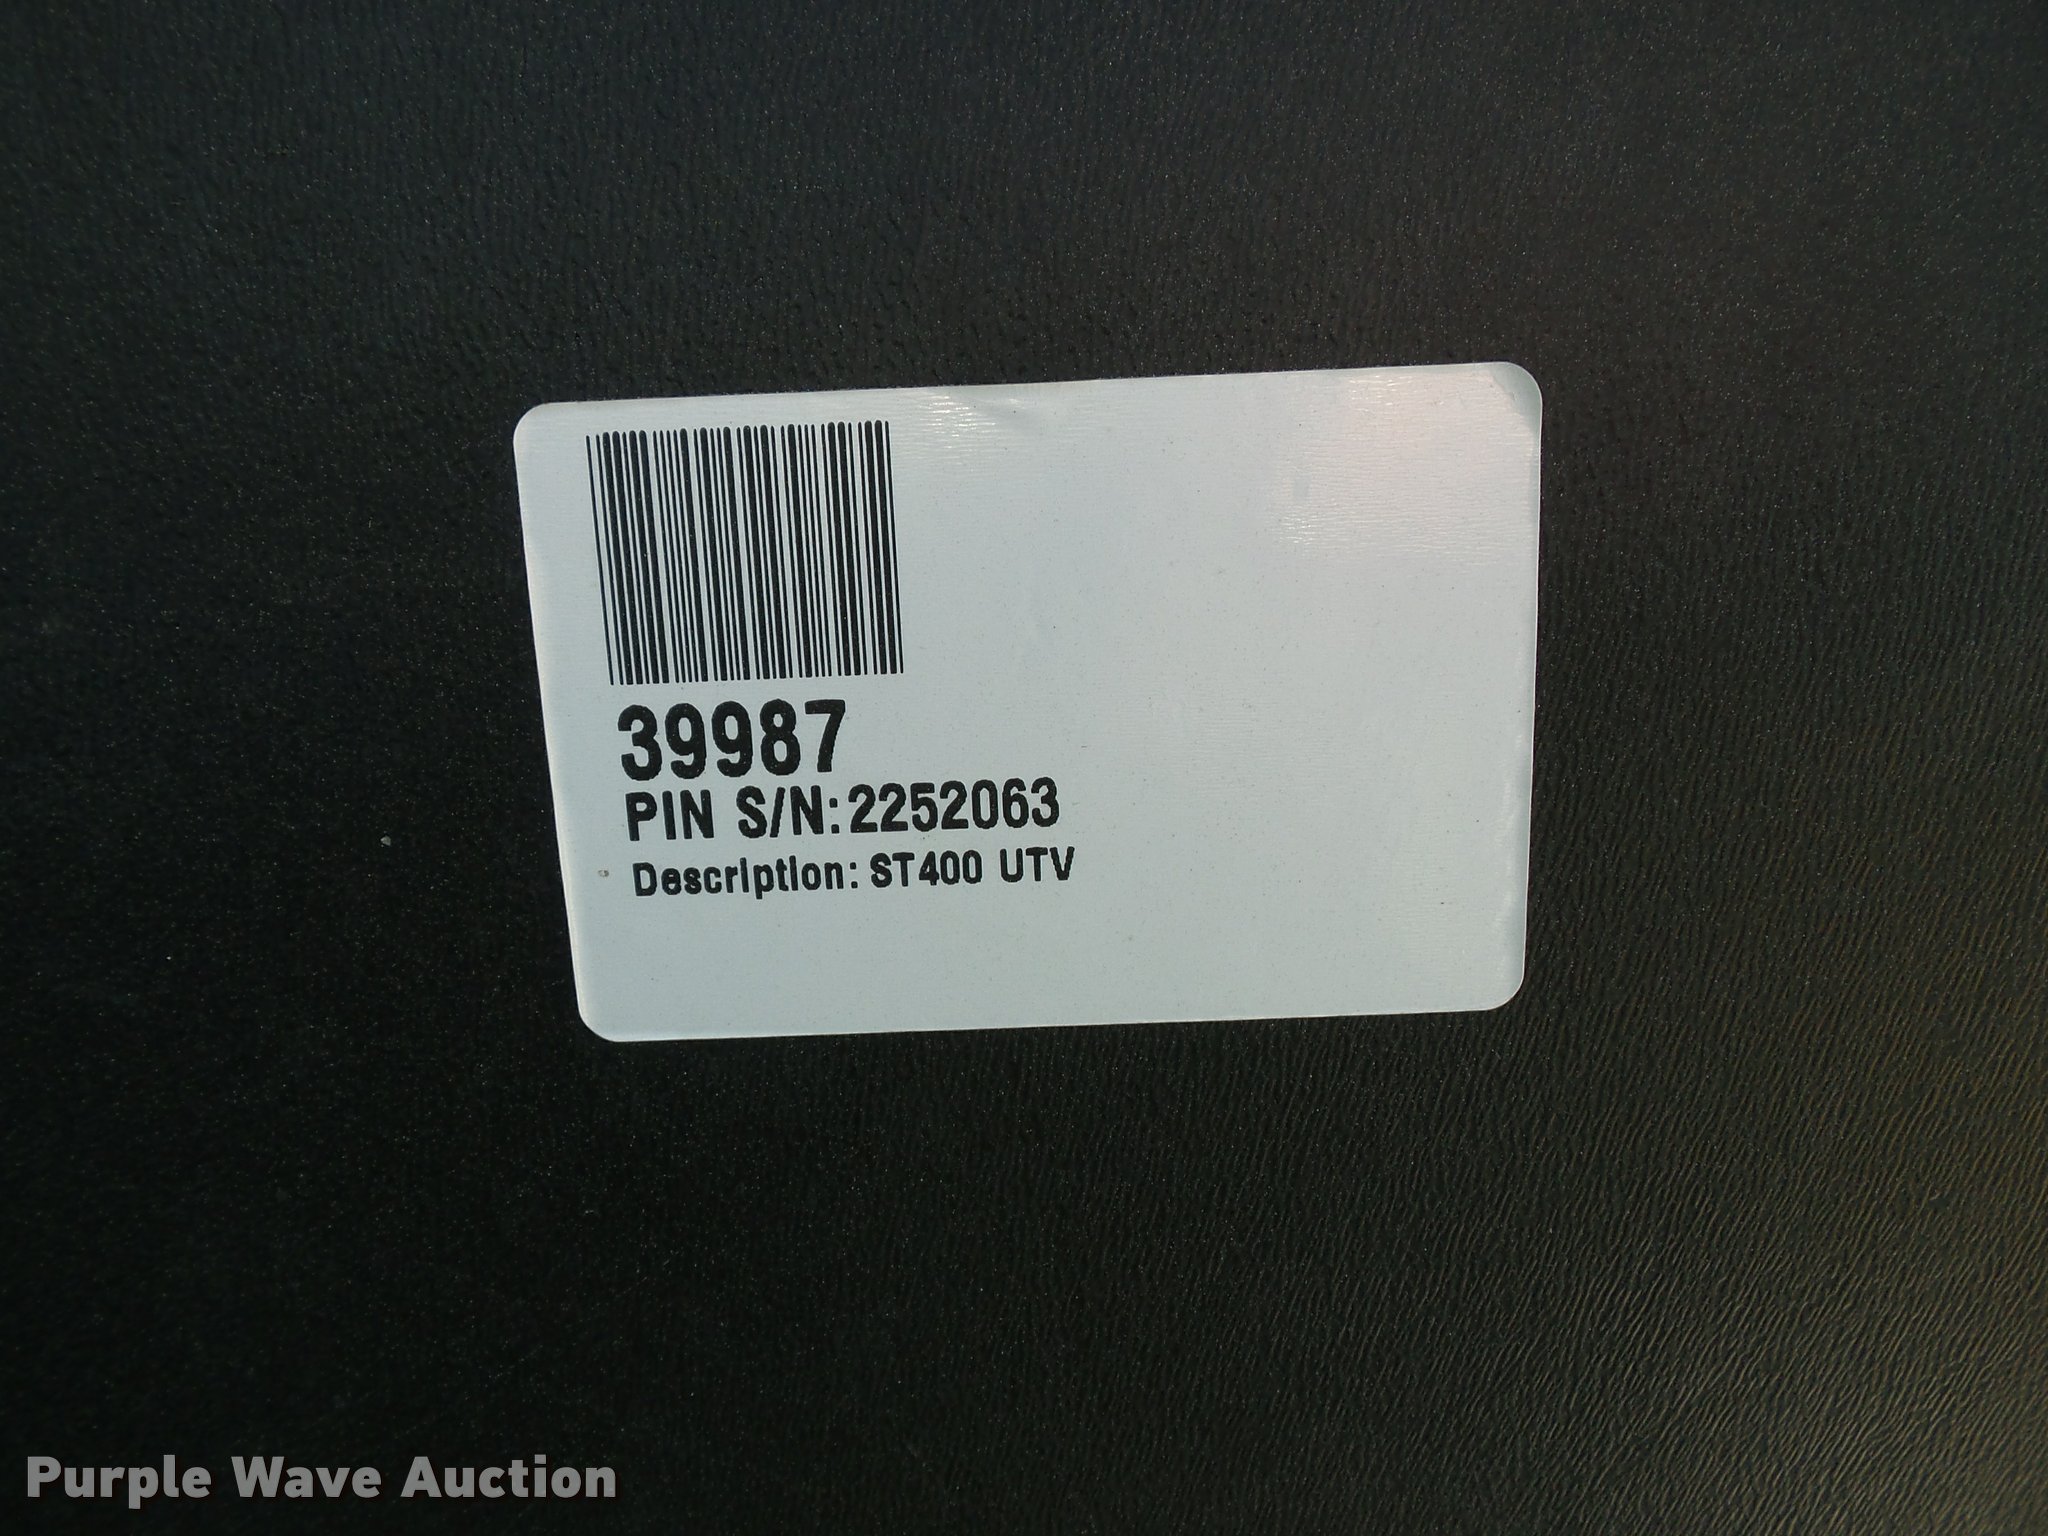 39987
PIN S/N:2252063
Description: ST400 UTV
Purple Wave Auction